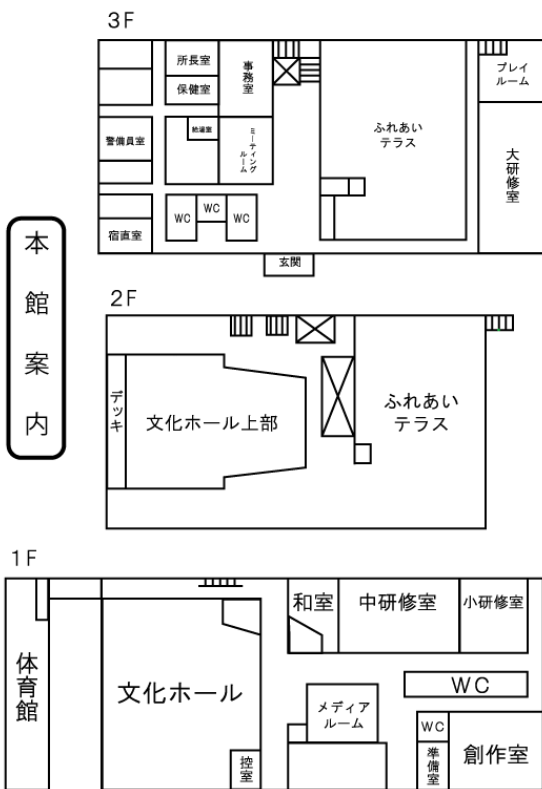 本館案内
3F
所長室
保健室
事務室
プレイ
ルーム
警備員室
給湯室
ミーティング
ルーム
ふれあい
テラス
大研修室
WC
WC
WC
宿直室
玄関
2F
デッキ
文化ホール上部
ふれあい
テラス
1F
体育館
文化ホール
控室
和室
中研修室
小研修室
WC
メディア
ルーム
WC
準備室
創作室